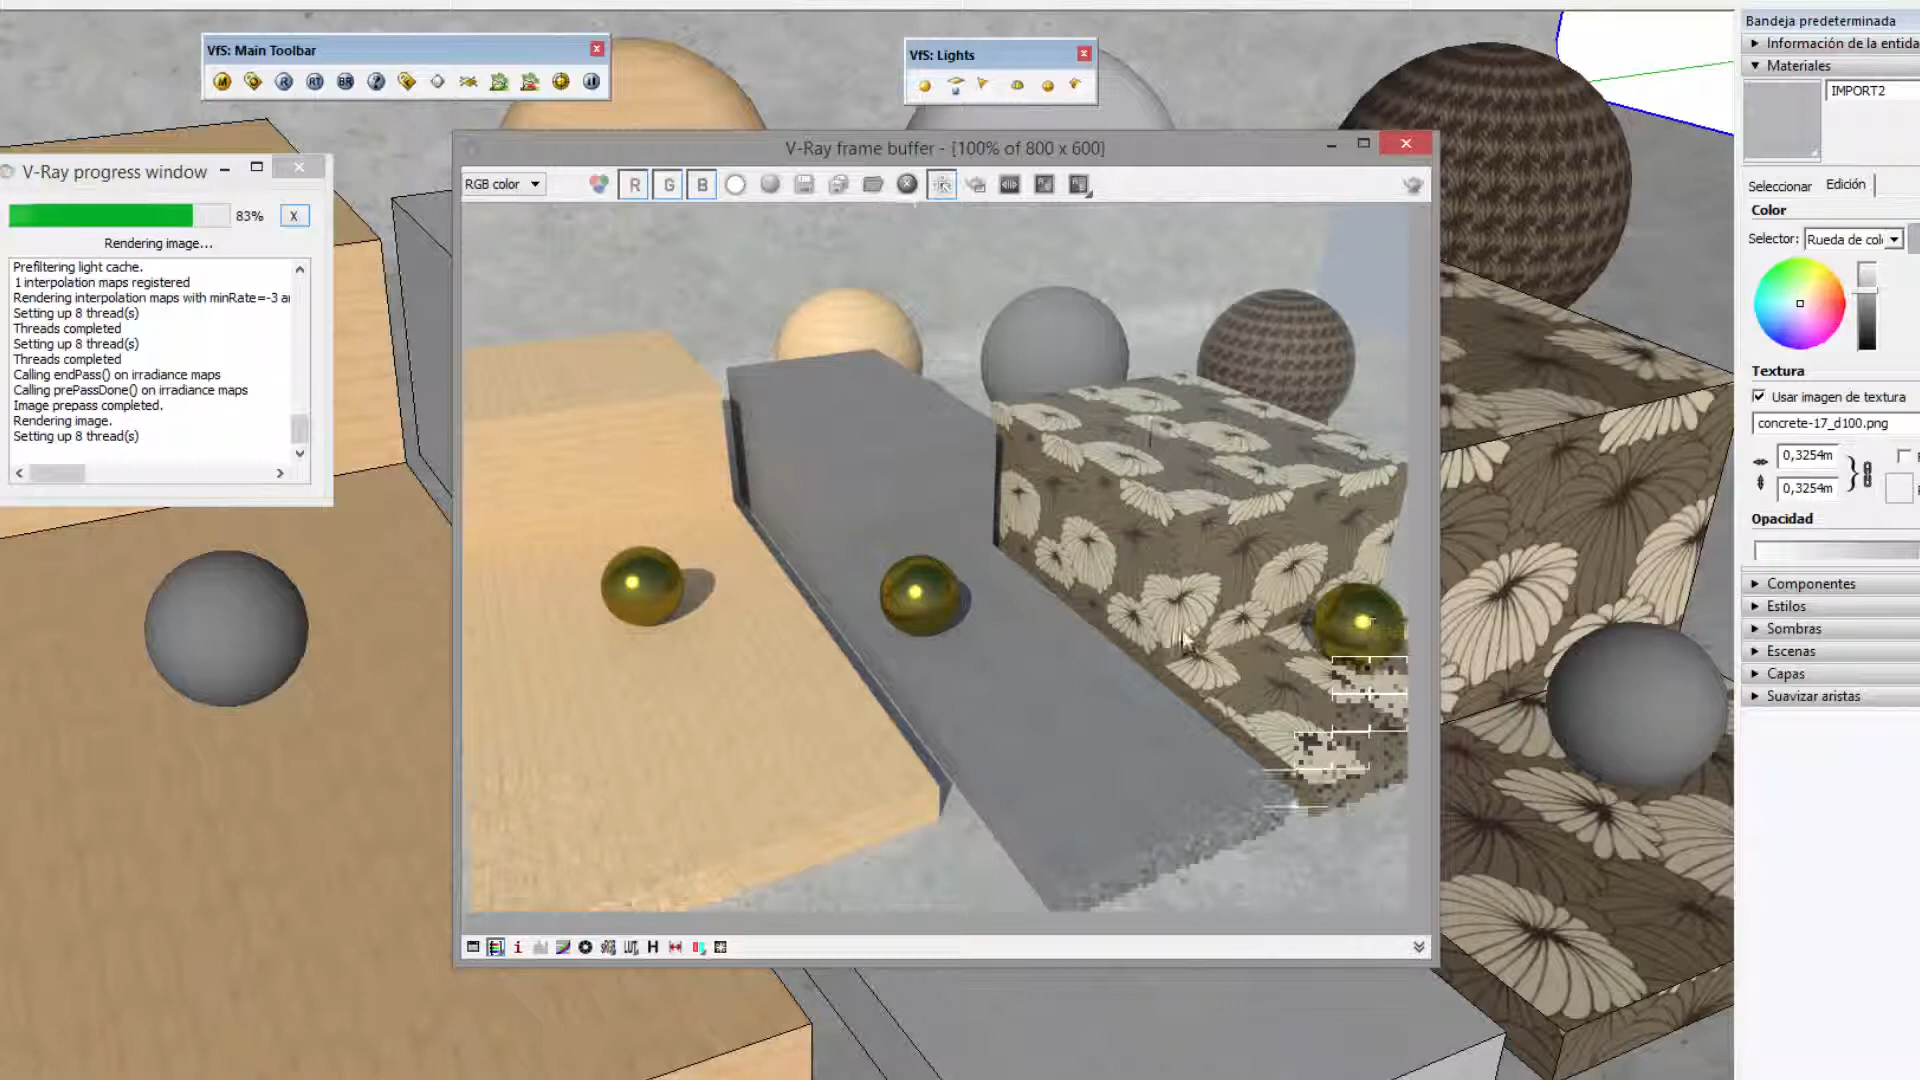 Bandeja predeterminada
Información de la entida
Materiales
IMPORT2
Seleccionar
Edición
Color
Selector:
Rueda de col
Textura
Usar imagen de textura
concrete-17_d100.png
0,3254m
0,3254m
Opacidad
Componentes
Estilos
Sombras
Escenas
Capas
Suavizar aristas
VfS: Main Toolbar
M
R
RT
BR
VfS: Lights
V-Ray progress window
83%
X
Rendering image...
Prefiltering light cache.
1 interpolation maps registered
Rendering interpolation maps with minRate=-3 ar
Setting up 8 thread(s)
Threads completed
Setting up 8 thread(s)
Threads completed
Calling endPass() on irradiance maps
Calling prePassDone() on irradiance maps
Image prepass completed.
Rendering image.
Setting up 8 thread(s)
V-Ray frame buffer - [100% of 800 x 600]
RGB color
R
G
B
i
H